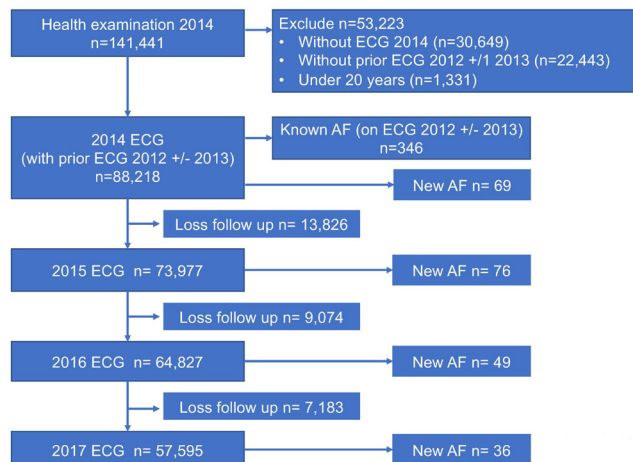 Health examination 2014
n=141,441
Exclude n=53,223
• Without ECG 2014 (n=30,649)
• Without prior ECG 2012 +/1 2013 (n=22,443)
• Under 20 years (n=1,331)
2014 ECG
(with prior ECG 2012 +/- 2013)
n=88,218
Known AF (on ECG 2012 +/- 2013)
n=346
New AF = 69
Loss follow up n= 13,826
2015 ECG n= 73,977
New AF = 76
Loss follow up n= 9,074
2016 ECG n= 64,827
New AF = 49
Loss follow up n= 7,183
2017 ECG n= 57,595
New AF = 36